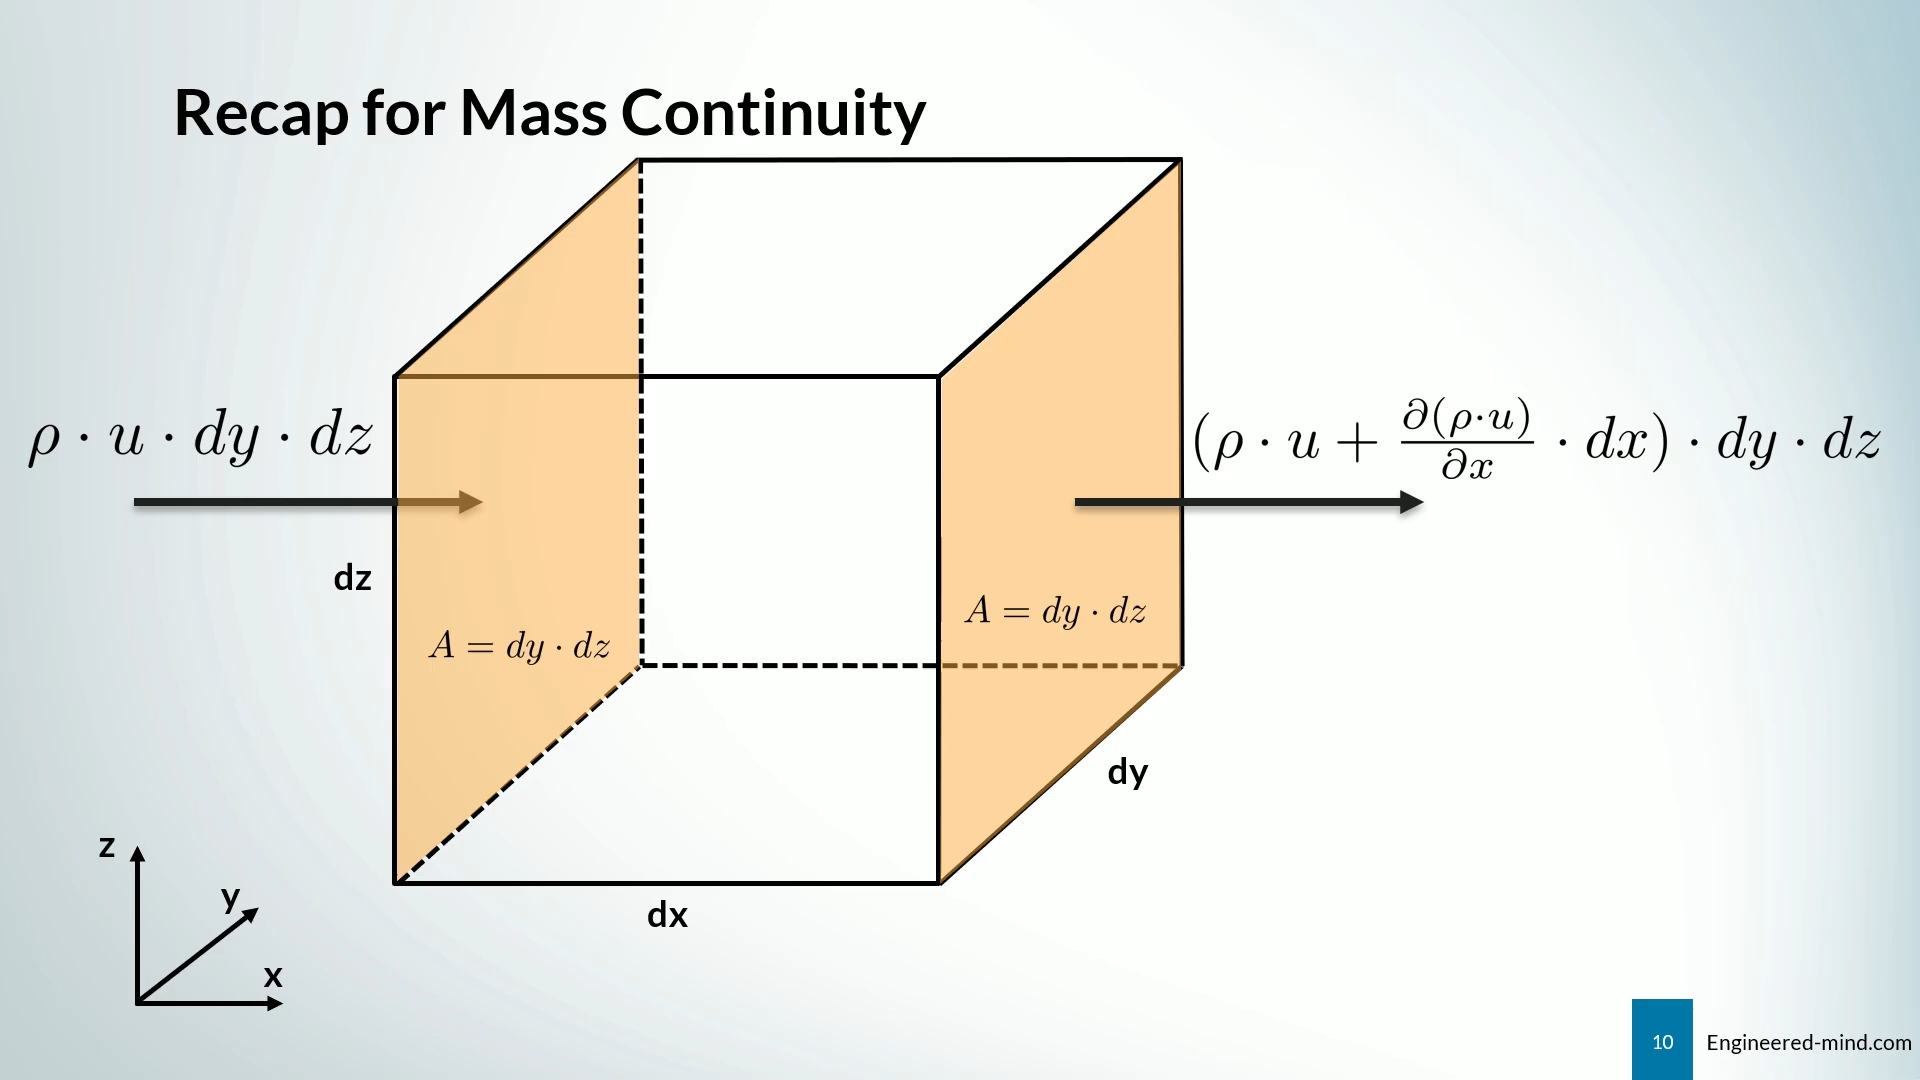 Recap for Mass Continuity
ρ · u · dy · dz
(ρ · u + ∂(ρ·u)/∂x · dx) · dy · dz
dz
A = dy · dz
A = dy · dz
dy
dx
z
y
x
10
Engineered-mind.com